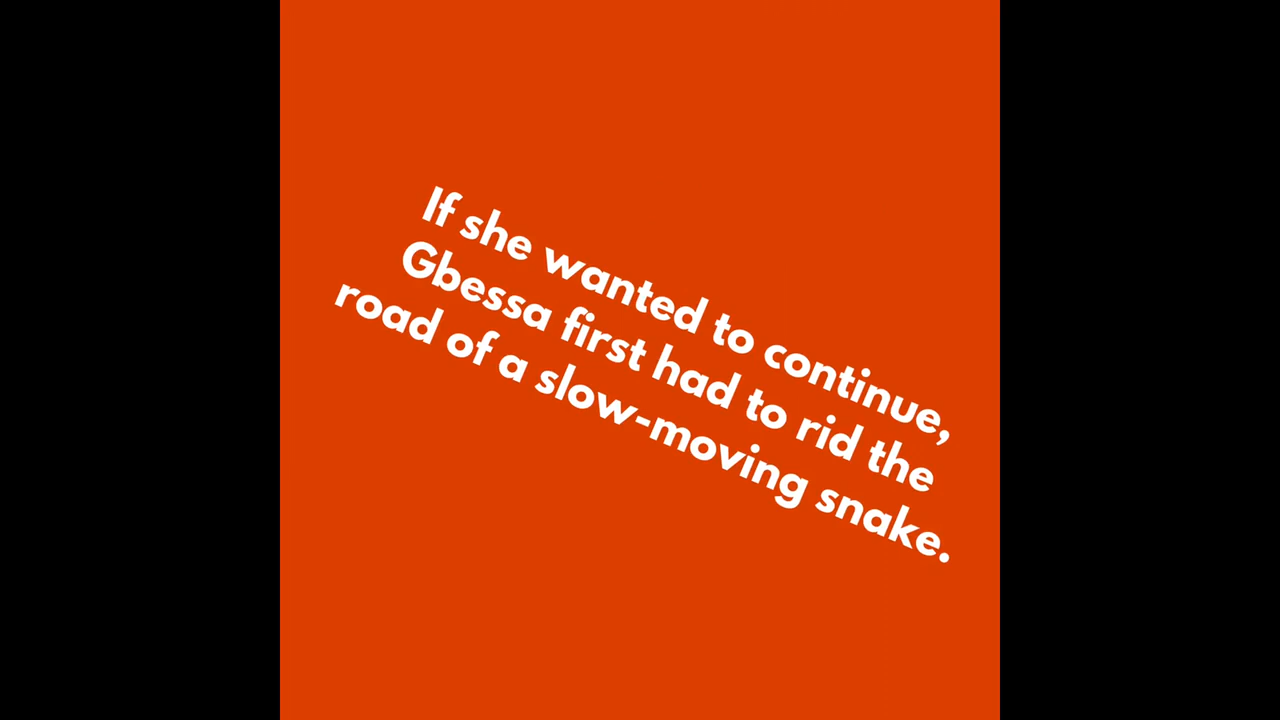 If she wanted to continue,
Gbessa first had to rid the
road of a slow-moving snake.